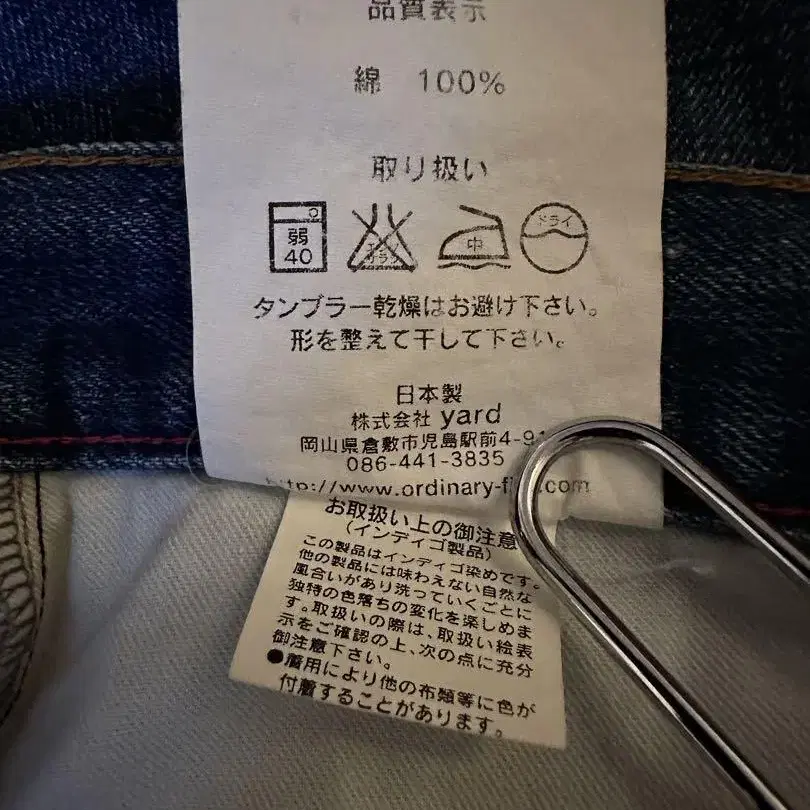 品質表示
綿 100%
取り扱い
弱
40
エンソ
サラシ
中
ドライ
タンブラー乾燥はお避け下さい。
形を整えて干して下さい。
日本製
株式会社 yard
岡山県倉敷市児島駅前4-91
086-441-3835
http://www.ordinary-f .com
お取扱い上の御注意
(インディゴ製品)
この製品はインディゴ染めです。
他の製品には味わえない自然な
風合いがあり洗っていくごとに
独特の色落ちの変化を楽しめま
す。取扱いの際は、取扱い絵表
示をご確認の上、次の点に充分
御注意下さい。
●着用により他の布類等に色が
付着することがあります。